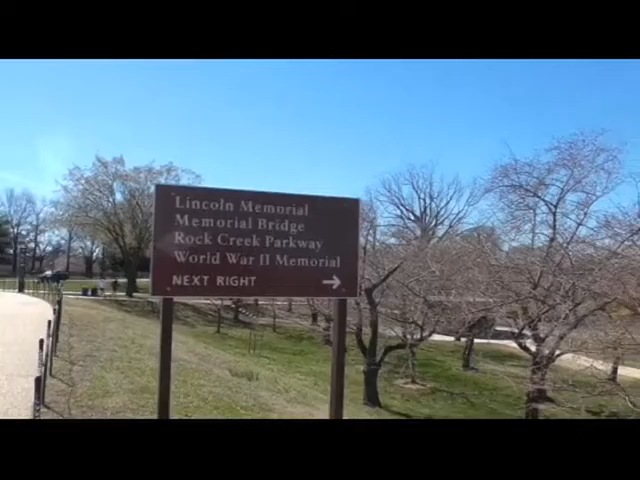 Lincoln Memorial
Memorial Bridge
Rock Creek Parkway
World War II Memorial
NEXT RIGHT